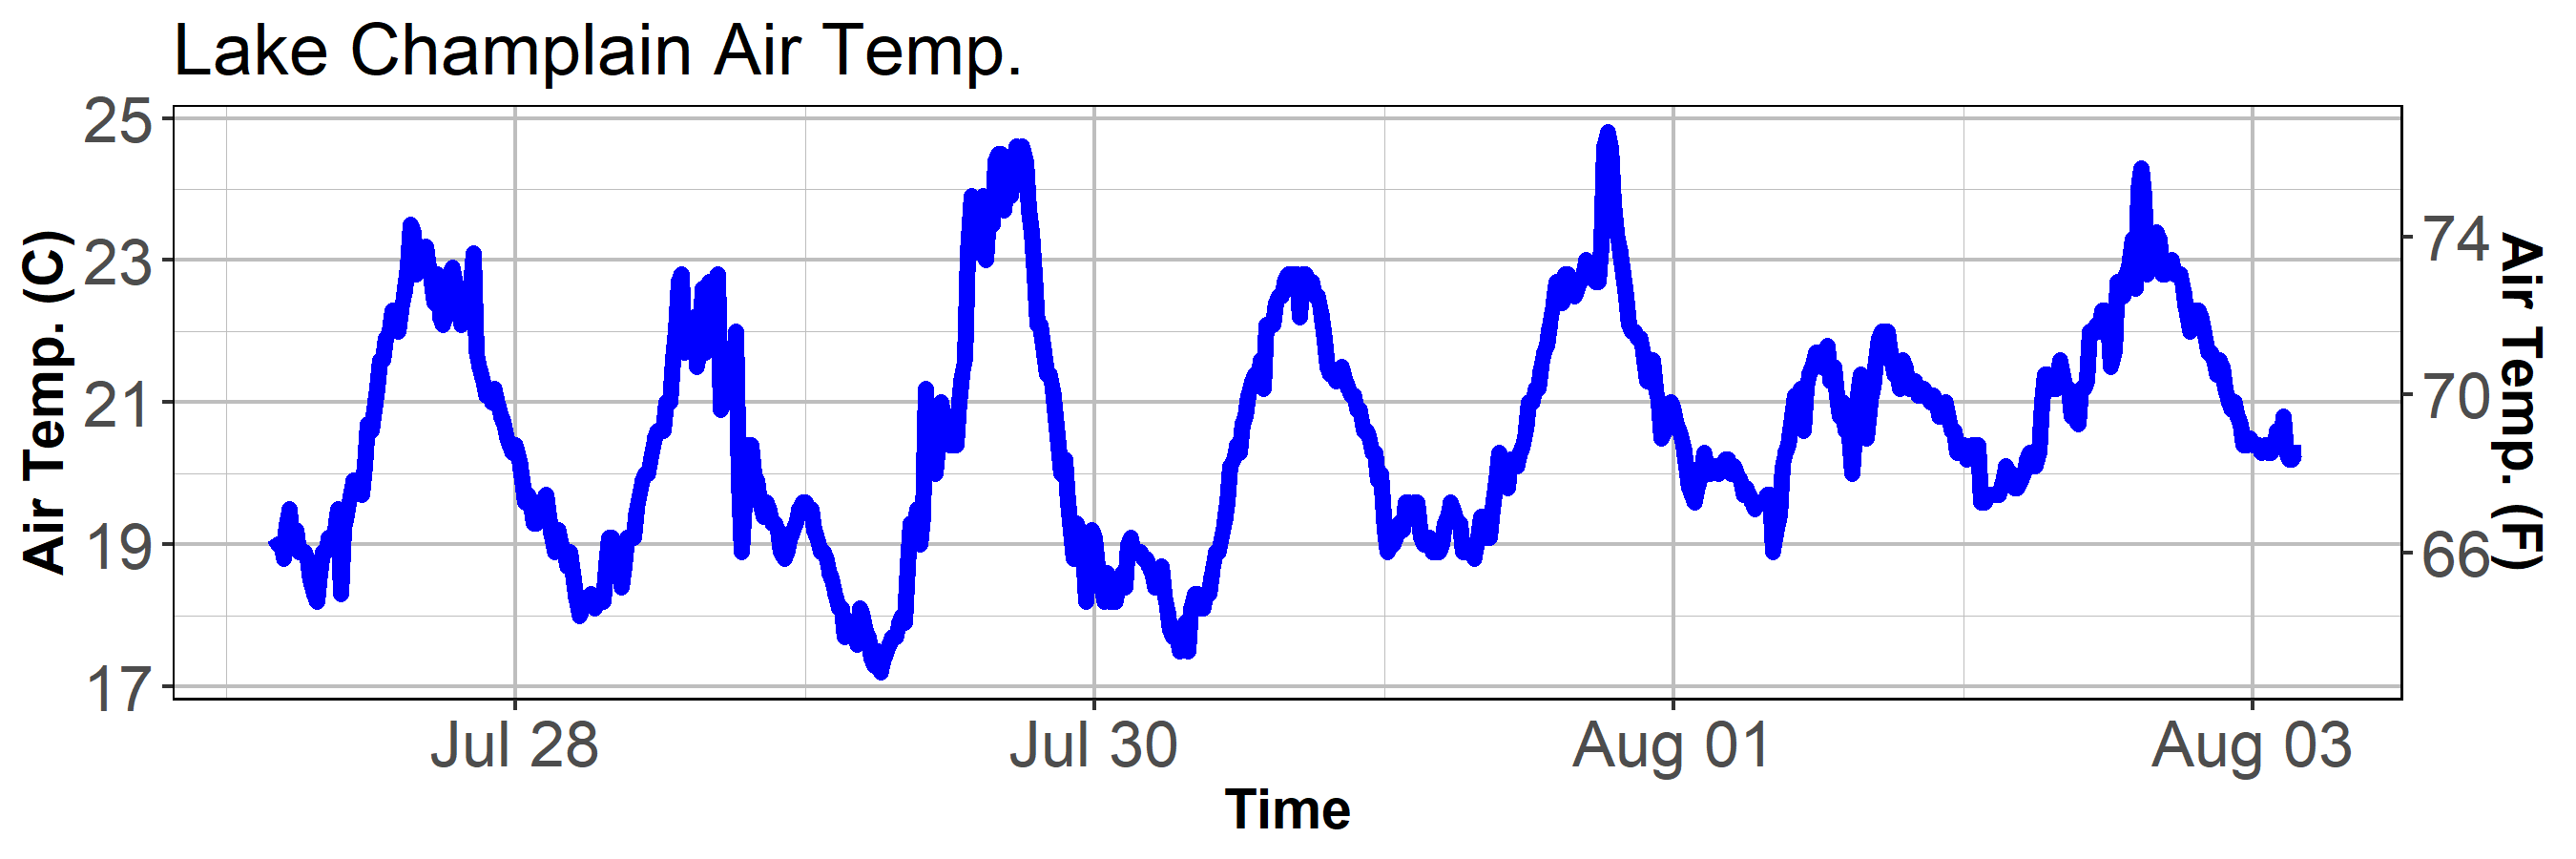 Lake Champlain Air Temp.
25
23
21
19
17
Air Temp. (C)
74
70
66
Air Temp. (F)
Jul 28 Jul 30 Aug 01 Aug 03
Time